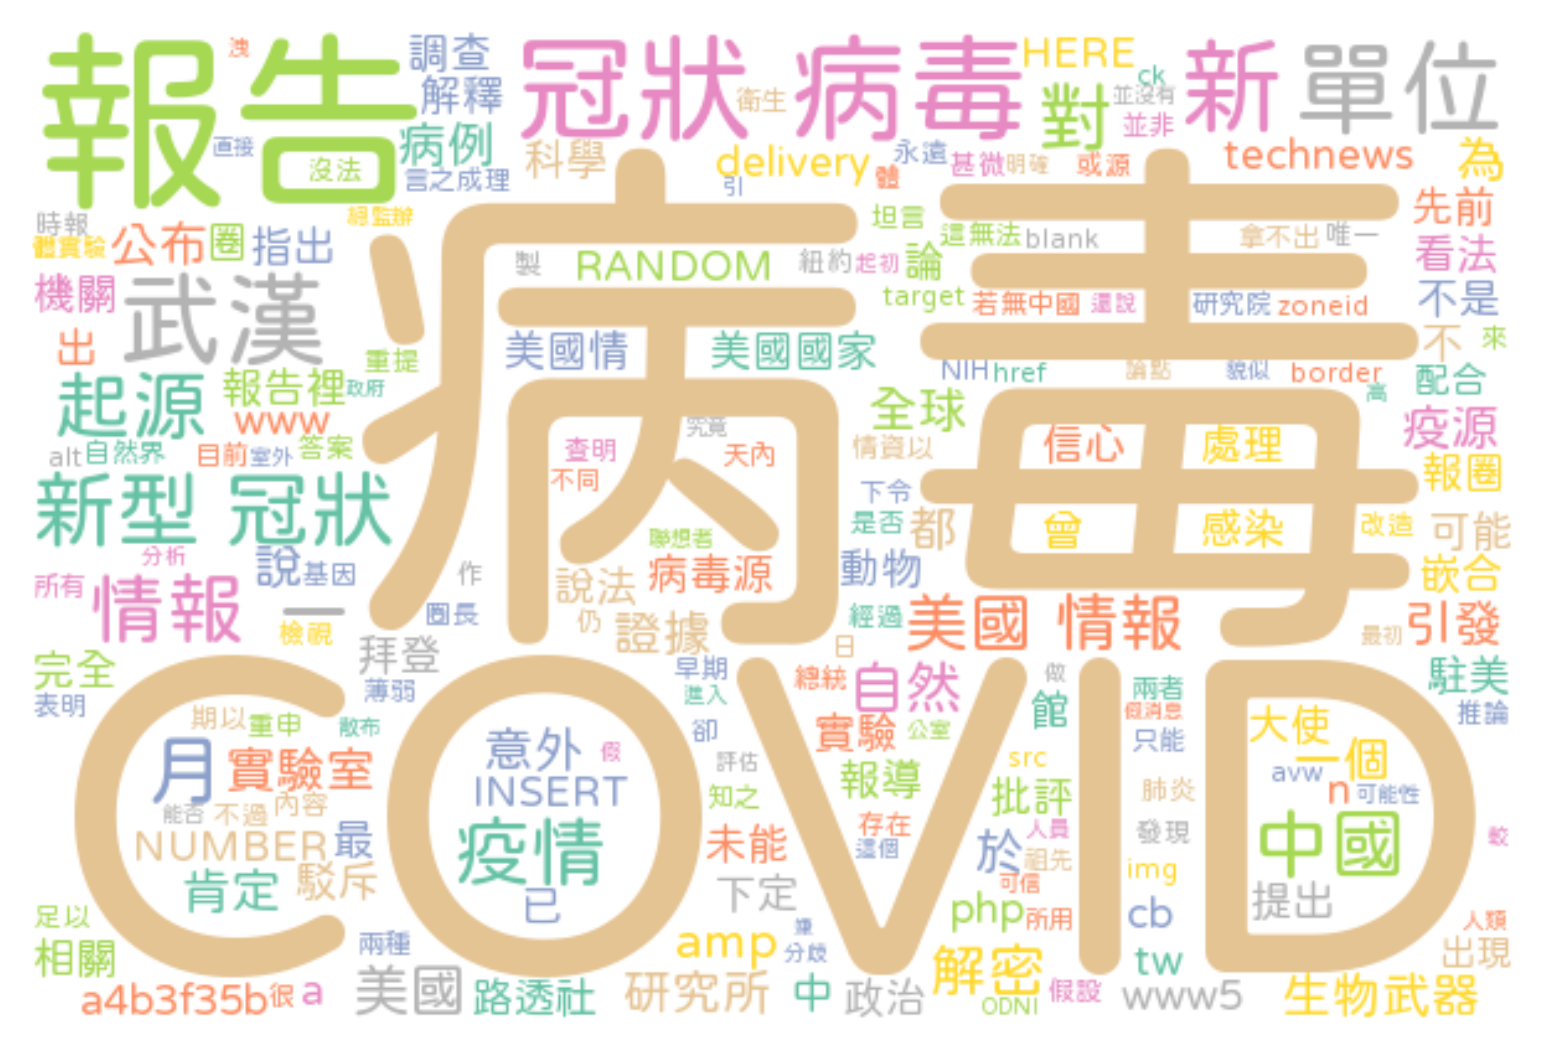 報告
洩
調查
解釋
冠狀 病毒
衛生
HERE
ck
並沒有
並非
對
新
單位
直接
沒法
病例
言之成理
科學
delivery
引
永遠
體
甚微
明確
或源
technews
為
時報
體實驗
總監辦
公布
圈
指出
坦言
這無法
blank
拿不出
唯一
先前
看法
機關
武漢
製
RANDOM
紐約
起初
論
target
若無中國
還說
研究院
zoneid
不是
出
重提
美國情
美國國家
NIH
href
論點
貌似
border
不
來
配合
高
起源
報告裡
政府
www
病毒
全球
疫源
alt
自然界
目前
室外
答案
查明
究竟
天內
不同
情資以
信心
處理
報圈
新型 冠狀
下令
是否
都
曾
感染
改造
可能
分析
說
基因
作
聯想者
病毒源
說法
動物
嵌合
所有
情報
一
檢視
圈長
仍
證據
日
經過
美國 情報
最初
引發
完全
表明
拜登
薄弱
早期
進入
總統
自然
做
館
兩者
假消息
駐美
推論
COVID
期以
重申
散布
月
實驗室
意外
假
INSERT
卻
評估
知之
實驗
公室
報導
src
批評
只能
大使
一個
avw
n
可能性
能否
不過
內容
NUMBER
最
疫情
未能
存在
這個
於
人員
祖先
肺炎
發現
中國
較
肯定
駁斥
已
下定
可信
img
提出
足以
相關
兩種
amp
嫌
分歧
php
所用
cb
人類
出現
a4b3f35b
很
a
美國
路透社
研究所
中
政治
解密
ODNI
假設
tw
www5
生物武器